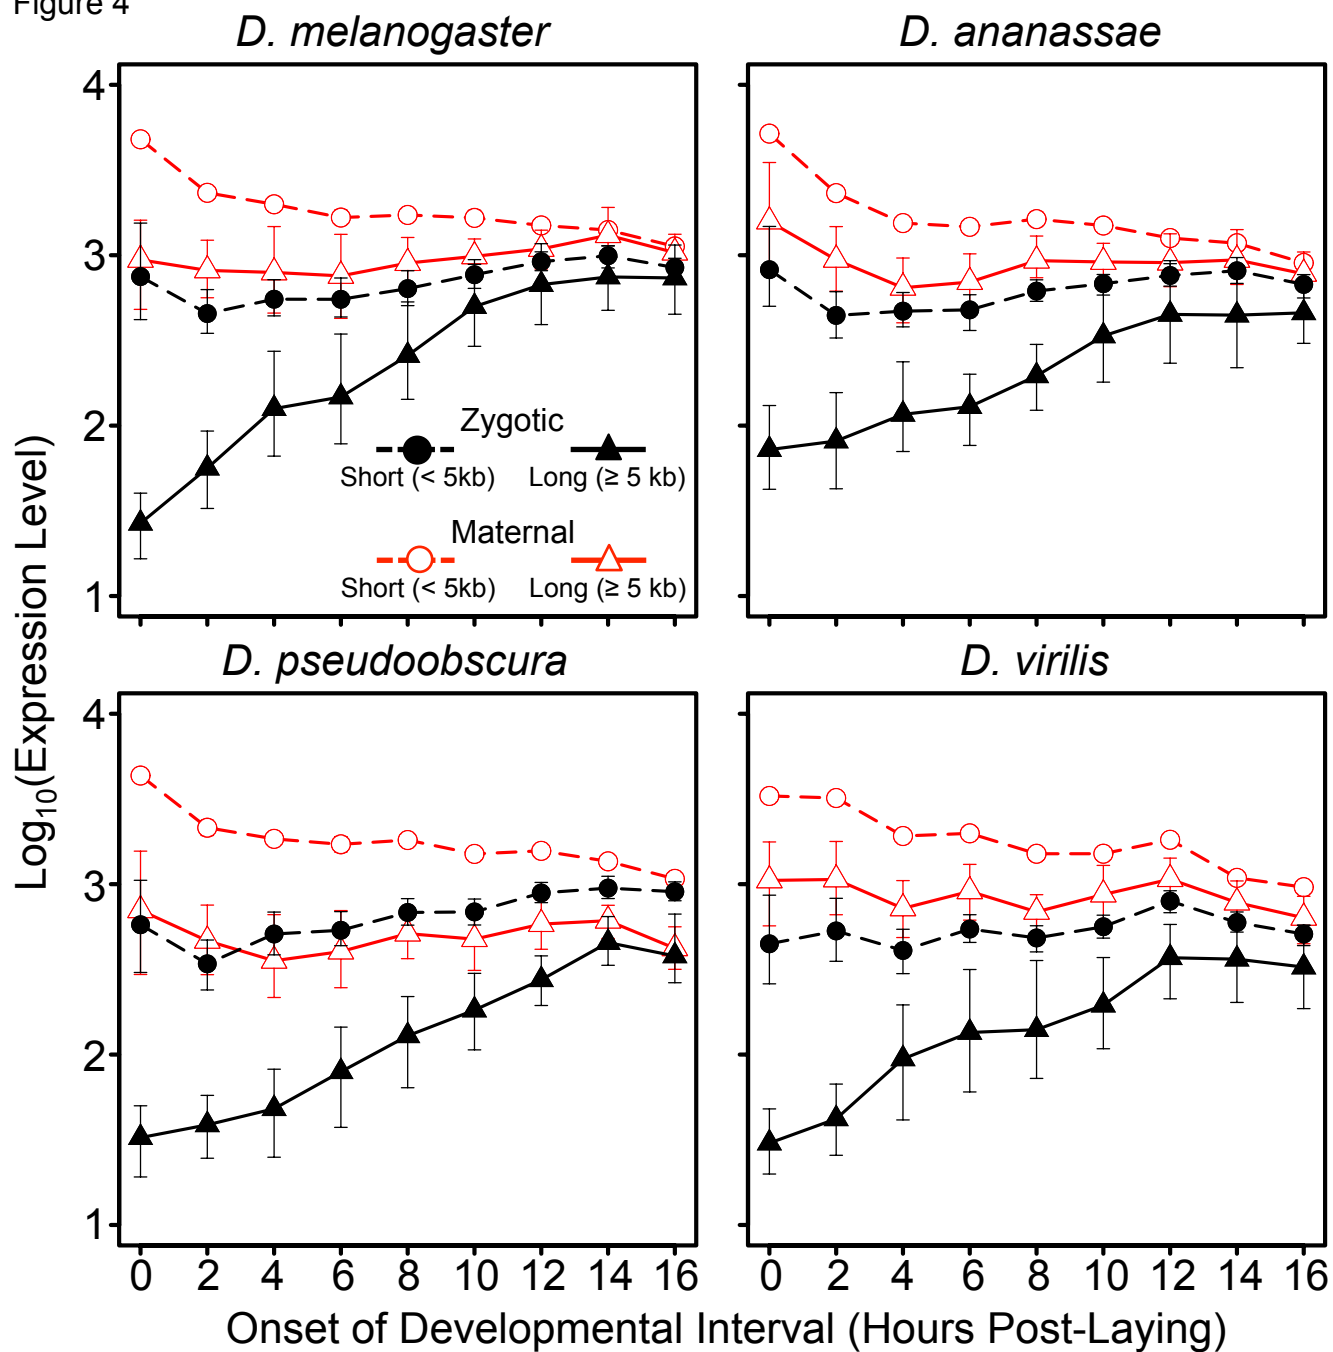 Figure 4
D. melanogaster
D. ananassae
4
3
2
1
Zygotic
Short (< 5kb)
Long (≥ 5 kb)
Maternal
Short (< 5kb)
Long (≥ 5 kb)
D. pseudoobscura
D. virilis
4
3
2
1
0 2 4 6 8 10 12 14 16
0 2 4 6 8 10 12 14 16
Log₁₀(Expression Level)
Onset of Developmental Interval (Hours Post-Laying)